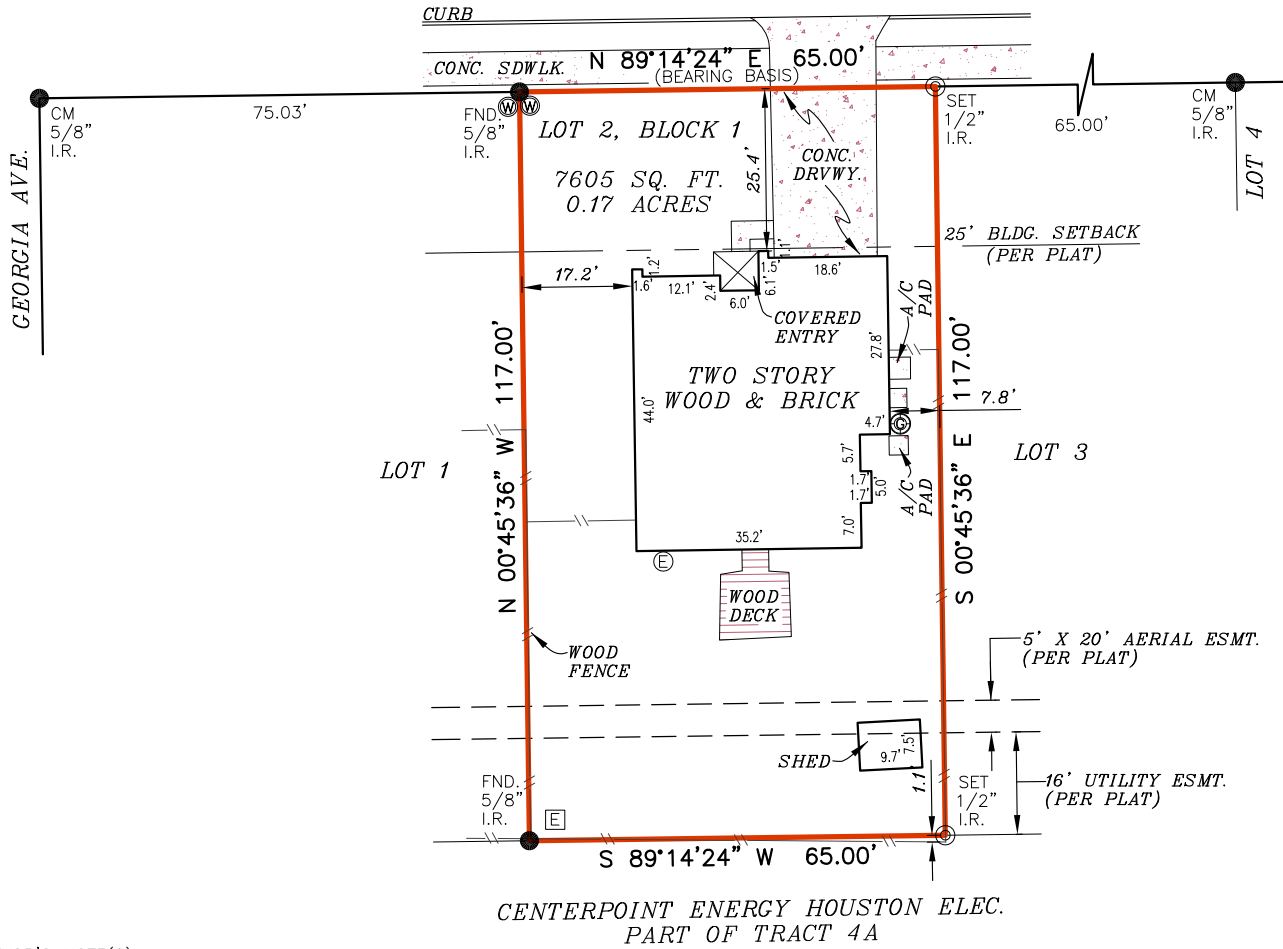 CURB
CONC. SDWLK.
N 89°14'24" E 65.00'
(BEARING BASIS)
CM
5/8"
I.R.
75.03'
FND.
5/8"
I.R.
W W
LOT 2, BLOCK 1
7605 SQ. FT.
0.17 ACRES
25.4'
CONC.
DRVWY.
SET
1/2"
I.R.
65.00'
CM
5/8"
I.R.
LOT 4
GEORGIA AVE.
25' BLDG. SETBACK
(PER PLAT)
17.2'
1.2'
1.6'
12.1'
2.4'
6.0'
1.5'
6.1'
1.1'
18.6'
A/C
PAD
COVERED
ENTRY
27.8'
N 00°45'36" W 117.00'
TWO STORY
WOOD & BRICK
44.0'
S 00°45'36" E 117.00'
7.8'
4.7'
G
LOT 1
LOT 3
5.7'
1.7'
1.7'
5.0'
A/C
PAD
7.0'
35.2'
E
WOOD
DECK
WOOD
FENCE
5' X 20' AERIAL ESMT.
(PER PLAT)
SHED
9.7'
7.5'
1.1'
16' UTILITY ESMT.
(PER PLAT)
FND.
5/8"
I.R.
E
SET
1/2"
I.R.
S 89°14'24" W 65.00'
CENTERPOINT ENERGY HOUSTON ELEC.
PART OF TRACT 4A